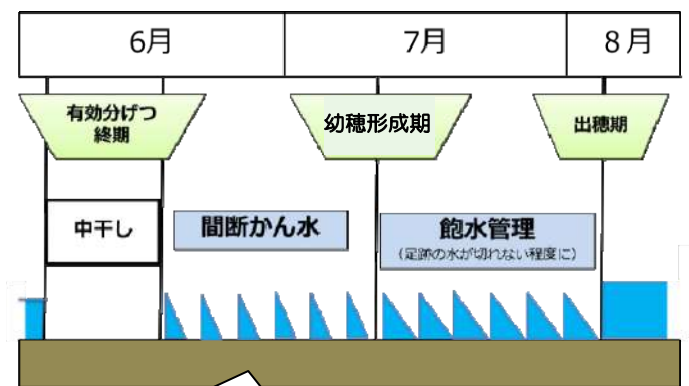 6月
7月
8月
有効分げつ
終期
幼穂形成期
出穂期
中干し
間断かん水
飽水管理
(足跡の水が切れない程度に)